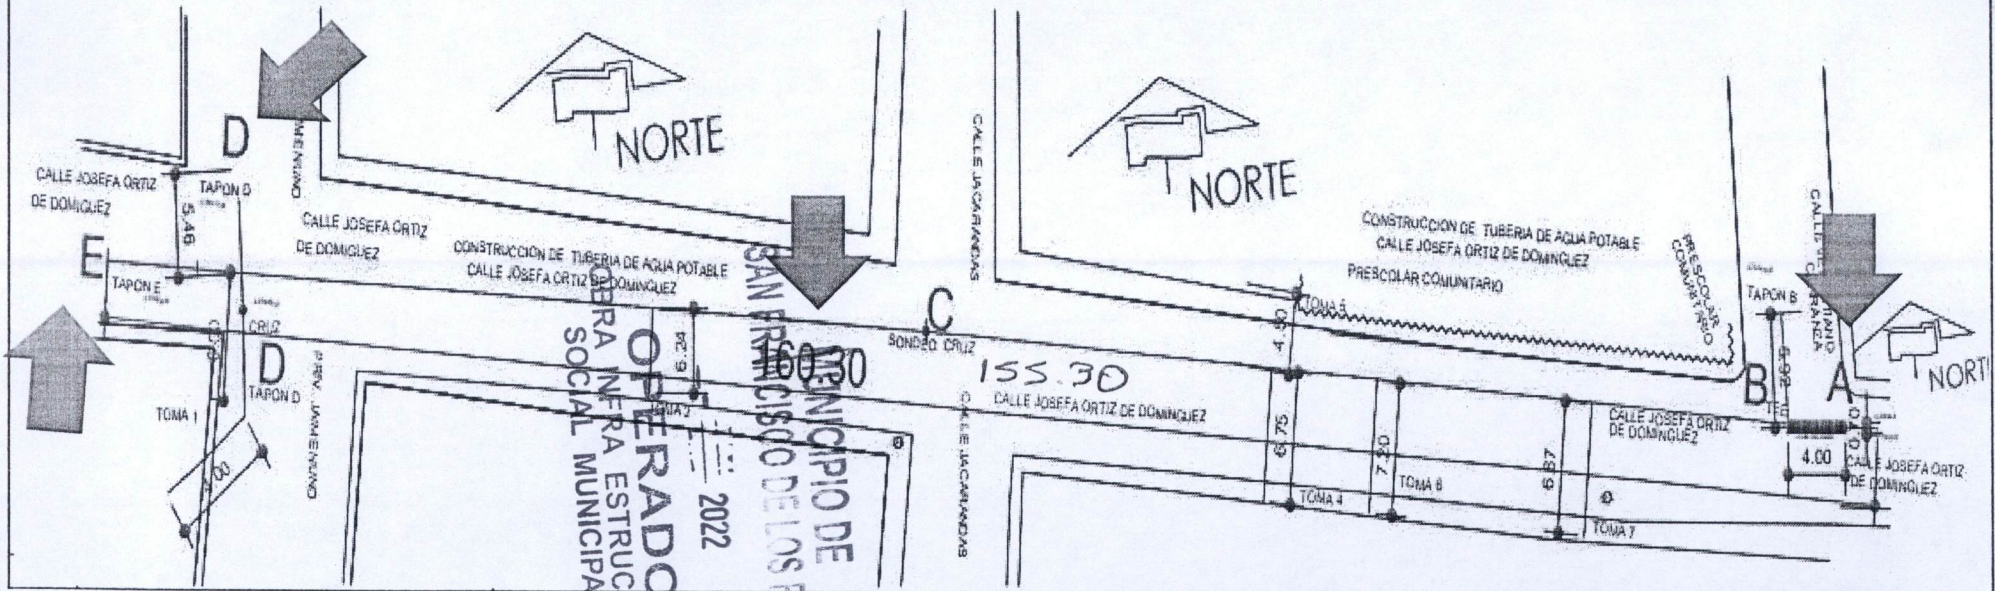 D
NORTE
NORTE
CALLE JOSEFA ORTIZ
DE DOMIGUEZ
TAPON D
5.46
CALLE JOSEFA ORTIZ
DE DOMIGUEZ
E
TAPON E
CRUZ
D
TAPON D
TOMA 1
CONSTRUCCION DE TUBERIA DE AGUA POTABLE
CALLE JOSEFA ORTIZ DE DOMINGUEZ
OBRA INFRA ESTRUC
SOCIAL MUNICIPA
OPERADO
2022
6.24
TOMA 2
MUNICIPIO DE
SAN FRANCISCO DE LOS
160.30
C
SONDEO CRUZ
155.30
CALLE JACARANDAS
CALLE JACARANDAS
CALLE JOSEFA ORTIZ DE DOMINGUEZ
CONSTRUCCION DE TUBERIA DE AGUA POTABLE
CALLE JOSEFA ORTIZ DE DOMINGUEZ
PRESCOLAR COMUNITARIO
PRESCOLAR
COMUNITARIO
TOMA 5
4.50
6.75
TOMA 4
7.20
TOMA 6
6.87
TOMA 7
TAPON B
B
A
TEE
CALLE JOSEFA ORTIZ
DE DOMINGUEZ
4.00
CALLE JOSEFA ORTIZ
DE DOMINGUEZ